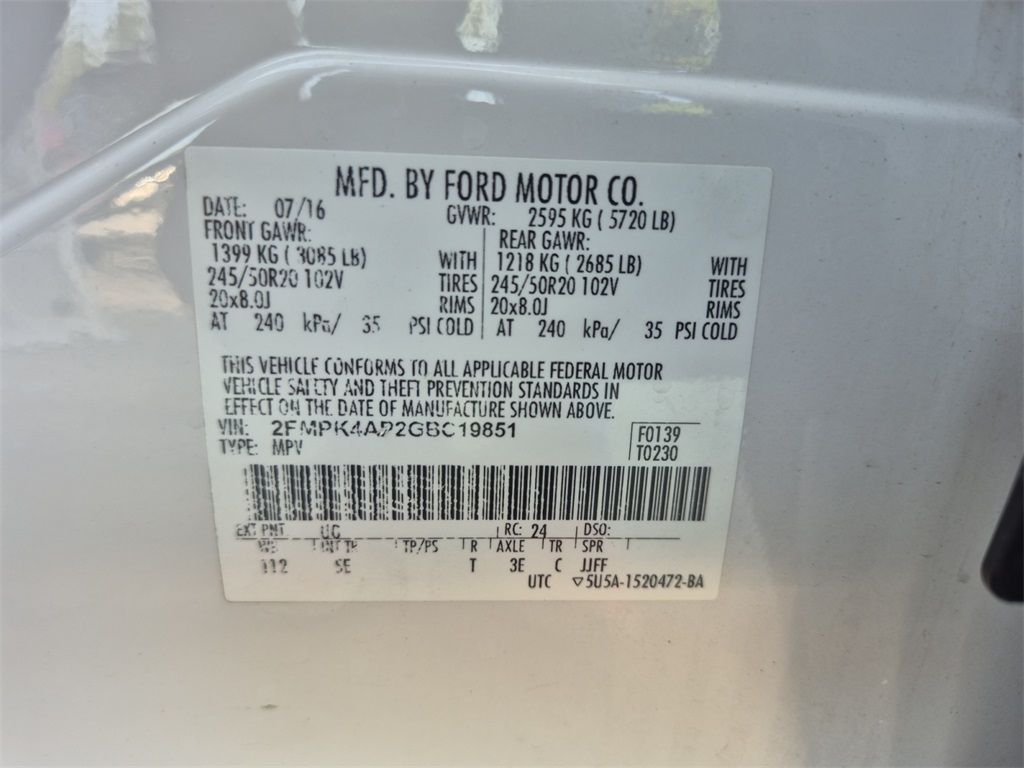 MFD. BY FORD MOTOR CO.
DATE: 07/16 GVWR: 2595 KG ( 5720 LB)
FRONT GAWR: REAR GAWR:
1399 KG ( 3085 LB) WITH 1218 KG ( 2685 LB) WITH
245/50R20 102V TIRES 245/50R20 102V TIRES
20x8.0J RIMS 20x8.0J RIMS
AT 240 kPa/ 35 PSI COLD AT 240 kPa/ 35 PSI COLD
THIS VEHICLE CONFORMS TO ALL APPLICABLE FEDERAL MOTOR
VEHICLE SAFETY AND THEFT PREVENTION STANDARDS IN
EFFECT ON THE DATE OF MANUFACTURE SHOWN ABOVE.
VIN: 2FMPK4AP2GBC19851 F0139
TYPE: MPV T0230
EXT PNT: UG RC: 24 DSO:
WB INT TR TP/PS R AXLE TR SPR
112 5E T 3E C JJFF
UTC ▽5U5A-1520472-BA